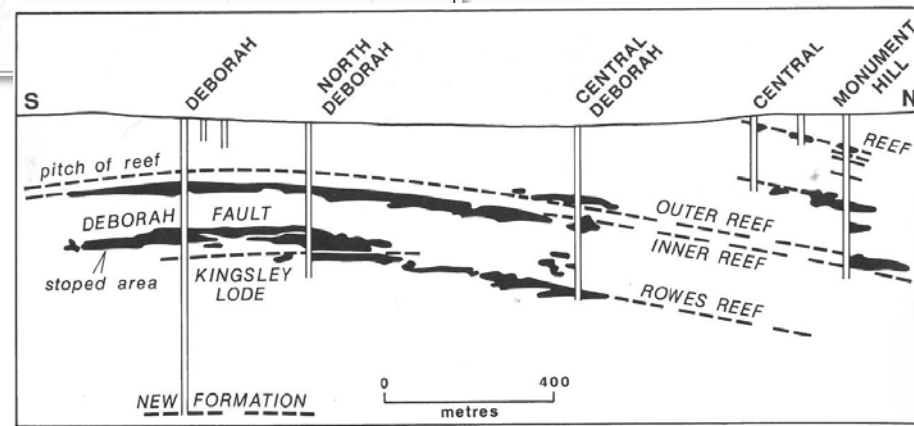 DEBORAH
NORTH
DEBORAH
CENTRAL
DEBORAH
CENTRAL
MONUMENT
HILL
S
N
REEF
pitch of reef
DEBORAH FAULT
OUTER REEF
INNER REEF
stoped area
KINGSLEY
LODE
ROWES REEF
0 400
metres
NEW FORMATION